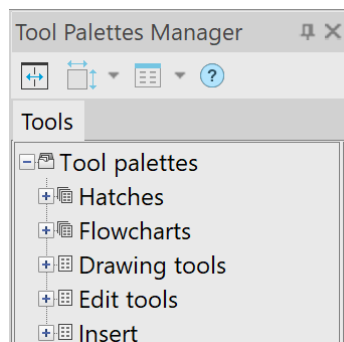 Tool Palettes Manager
Tools
Tool palettes
Hatches
Flowcharts
Drawing tools
Edit tools
Insert